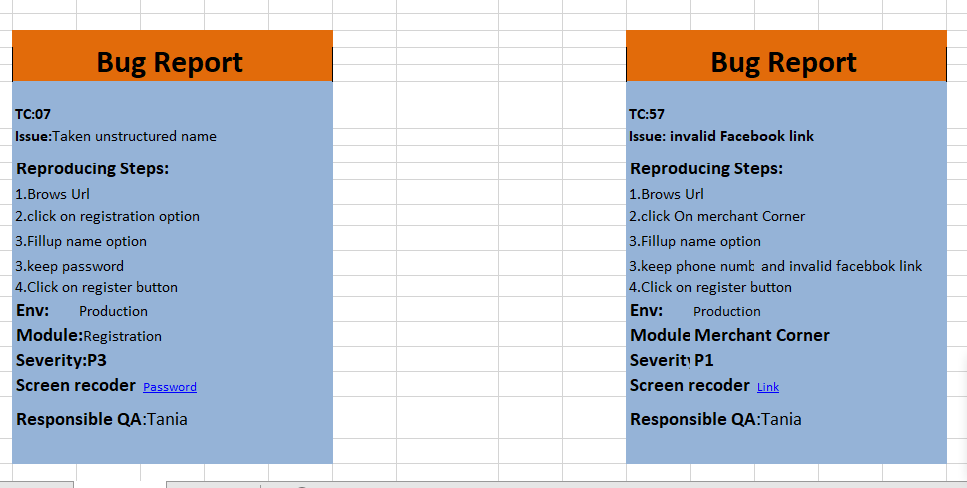 Bug Report
TC:07
Issue:Taken unstructured name
Reproducing Steps:
1.Brows Url
2.click on registration option
3.Fillup name option
3.keep password
4.Click on register button
Env: Production
Module:Registration
Severity:P3
Screen recoder Password
Responsible QA:Tania
Bug Report
TC:57
Issue: invalid Facebook link
Reproducing Steps:
1.Brows Url
2.click On merchant Corner
3.Fillup name option
3.keep phone numb and invalid facebbok link
4.Click on register button
Env: Production
Module Merchant Corner
Severity P1
Screen recoder Link
Responsible QA:Tania